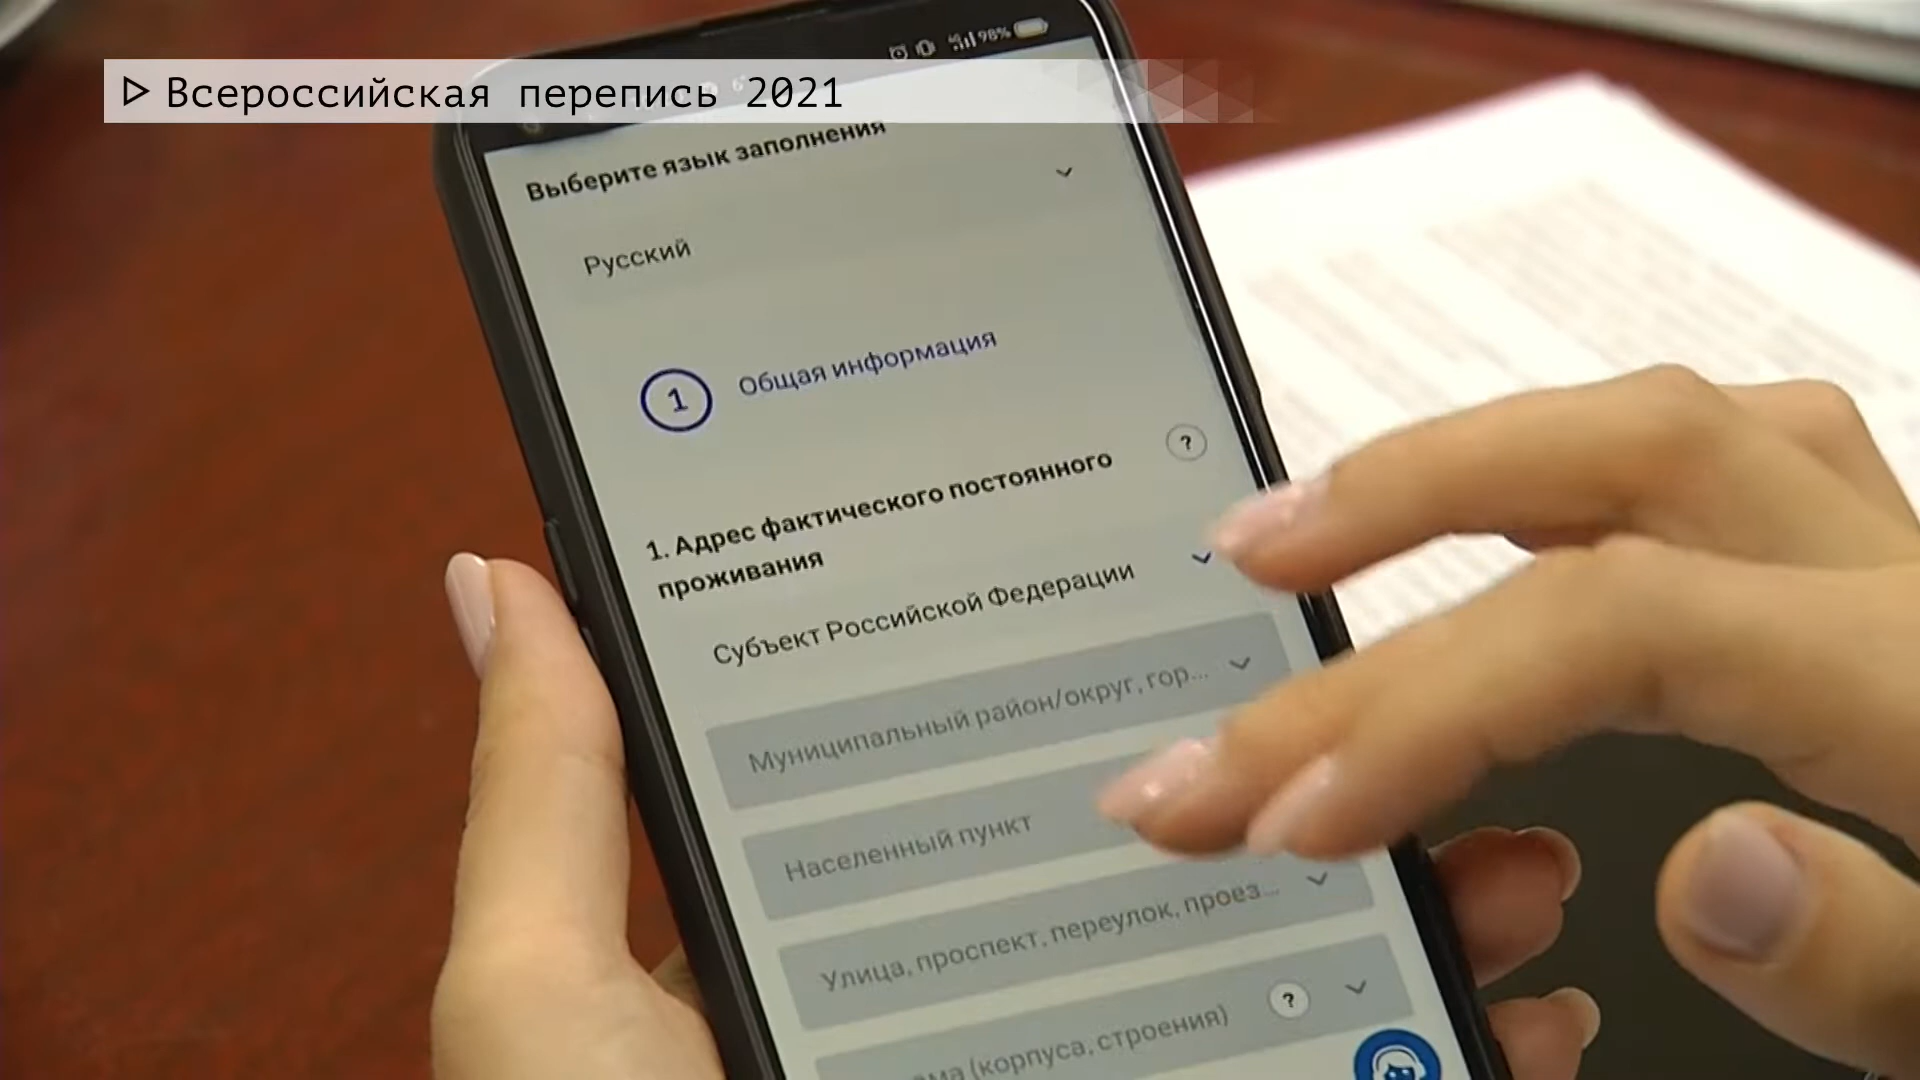 98%
Всероссийская перепись 2021
Выберите язык заполнения
Русский
1 Общая информация
?
1. Адрес фактического постоянного
проживания
Субъект Российской Федерации
Муниципальный район/округ, гор...
Населенный пункт
Улица, проспект, переулок, проез...
(корпуса, строения) ?